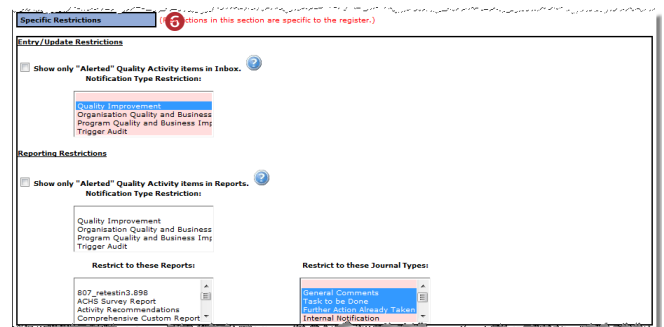 Specific Restrictions 6 ctions in this section are specific to the register.)
Entry/Update Restrictions
Show only "Alerted" Quality Activity items in Inbox. ?
Notification Type Restriction:
Quality Improvement
Organisation Quality and Business
Program Quality and Business Imp
Trigger Audit
Reporting Restrictions
Show only "Alerted" Quality Activity items in Reports. ?
Notification Type Restriction:
Quality Improvement
Organisation Quality and Business
Program Quality and Business Imp
Trigger Audit
Restrict to these Reports: Restrict to these Journal Types:
807_retestin3.898 General Comments
ACHS Survey Report Task to be Done
Activity Recommendations Further Action Already Taken
Comprehensive Custom Report Internal Notification